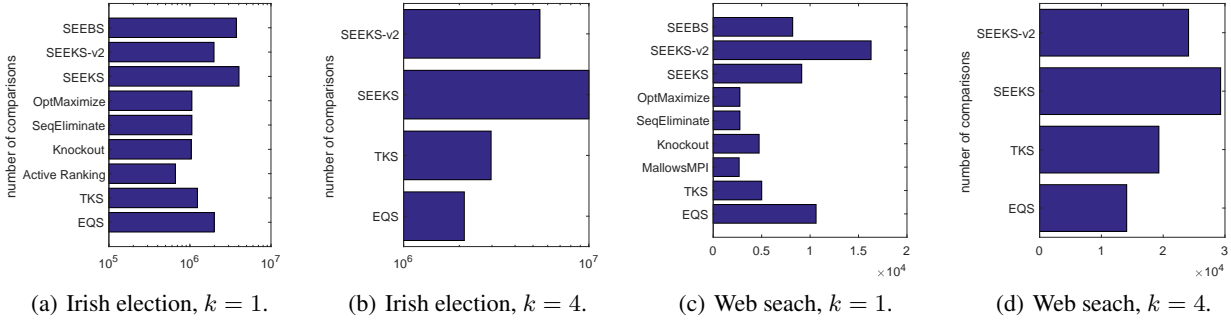 number of comparisons
SEEBS
SEEKS-v2
SEEKS
OptMaximize
SeqEliminate
Knockout
Active Ranking
TKS
EQS
10^5
10^6
10^7
(a) Irish election, k = 1.
number of comparisons
SEEKS-v2
SEEKS
TKS
EQS
10^6
10^7
(b) Irish election, k = 4.
number of comparisons
SEEBS
SEEKS-v2
SEEKS
OptMaximize
SeqEliminate
Knockout
MallowsMPI
TKS
EQS
0
0.5
1
1.5
2
×10^4
(c) Web seach, k = 1.
number of comparisons
SEEKS-v2
SEEKS
TKS
EQS
0
1
2
3
×10^4
(d) Web seach, k = 4.